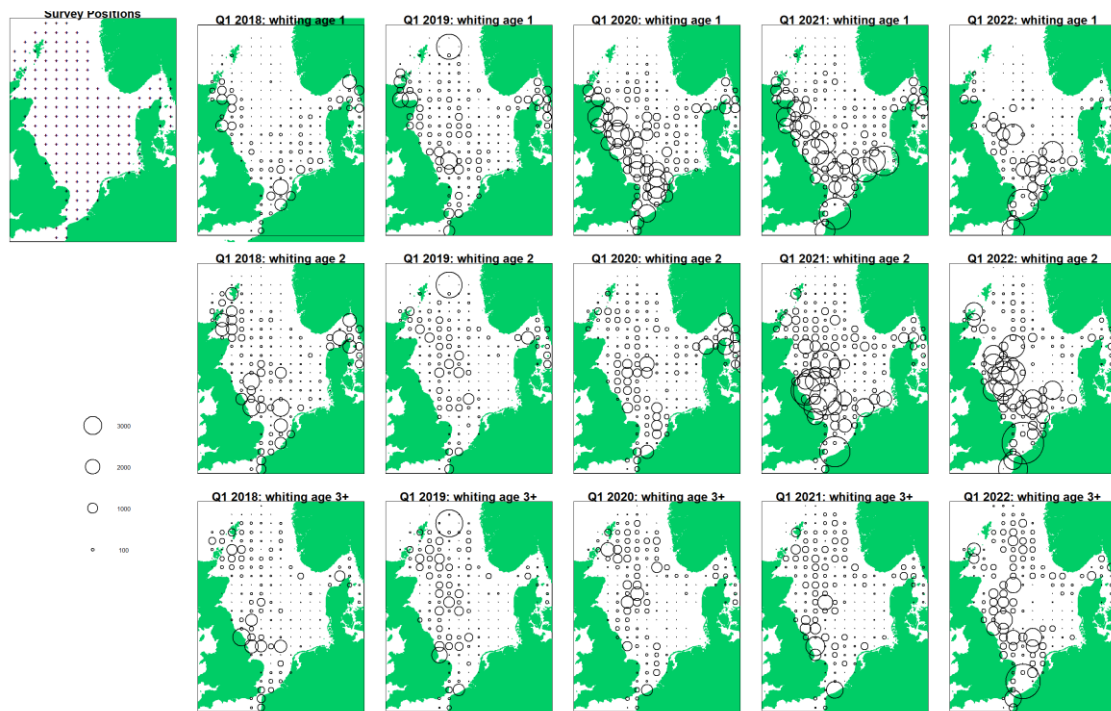 Survey Positions
Q1 2018: whiting age 1
Q1 2019: whiting age 1
Q1 2020: whiting age 1
Q1 2021: whiting age 1
Q1 2022: whiting age 1
Q1 2018: whiting age 2
Q1 2019: whiting age 2
Q1 2020: whiting age 2
Q1 2021: whiting age 2
Q1 2022: whiting age 2
3000
2000
1000
100
Q1 2018: whiting age 3+
Q1 2019: whiting age 3+
Q1 2020: whiting age 3+
Q1 2021: whiting age 3+
Q1 2022: whiting age 3+